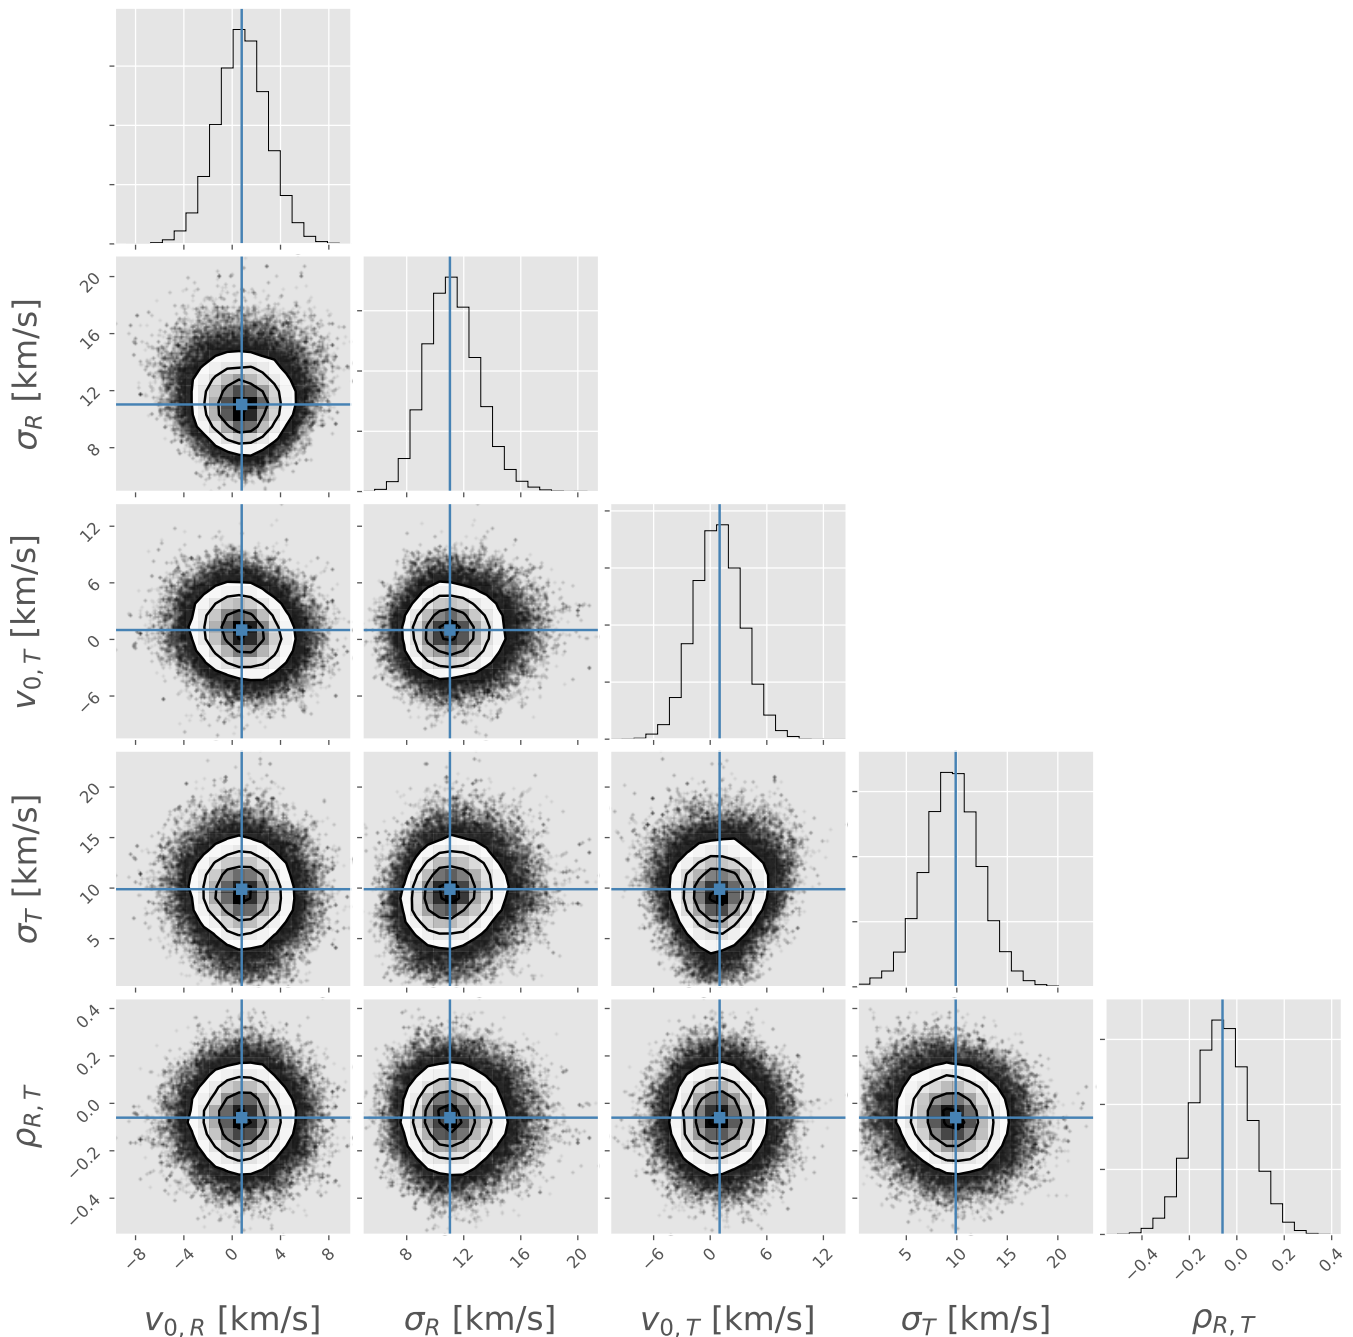 σ_R [km/s]
20
16
12
8
v_{0,R} [km/s]
12
6
0
−6
v_{0,T} [km/s]
20
15
10
5
σ_T [km/s]
0.4
0.2
0.0
−0.2
−0.4
ρ_{R,T}
−8 −4 0 4 8
8 12 16 20
−6 0 6 12
5 10 15 20
−0.4 −0.2 0.0 0.2 0.4
v_{0,R} [km/s] σ_R [km/s] v_{0,T} [km/s] σ_T [km/s] ρ_{R,T}